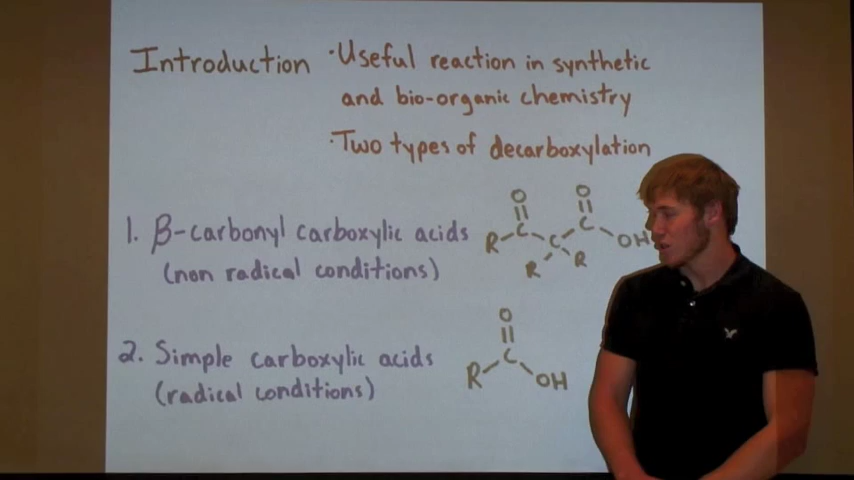 Introduction
·Useful reaction in synthetic
and bio-organic chemistry
·Two types of decarboxylation
1. β-carbonyl carboxylic acids
(non radical conditions)
O O
R C C C OH
R R
2. Simple carboxylic acids
(radical conditions)
O
C
R OH